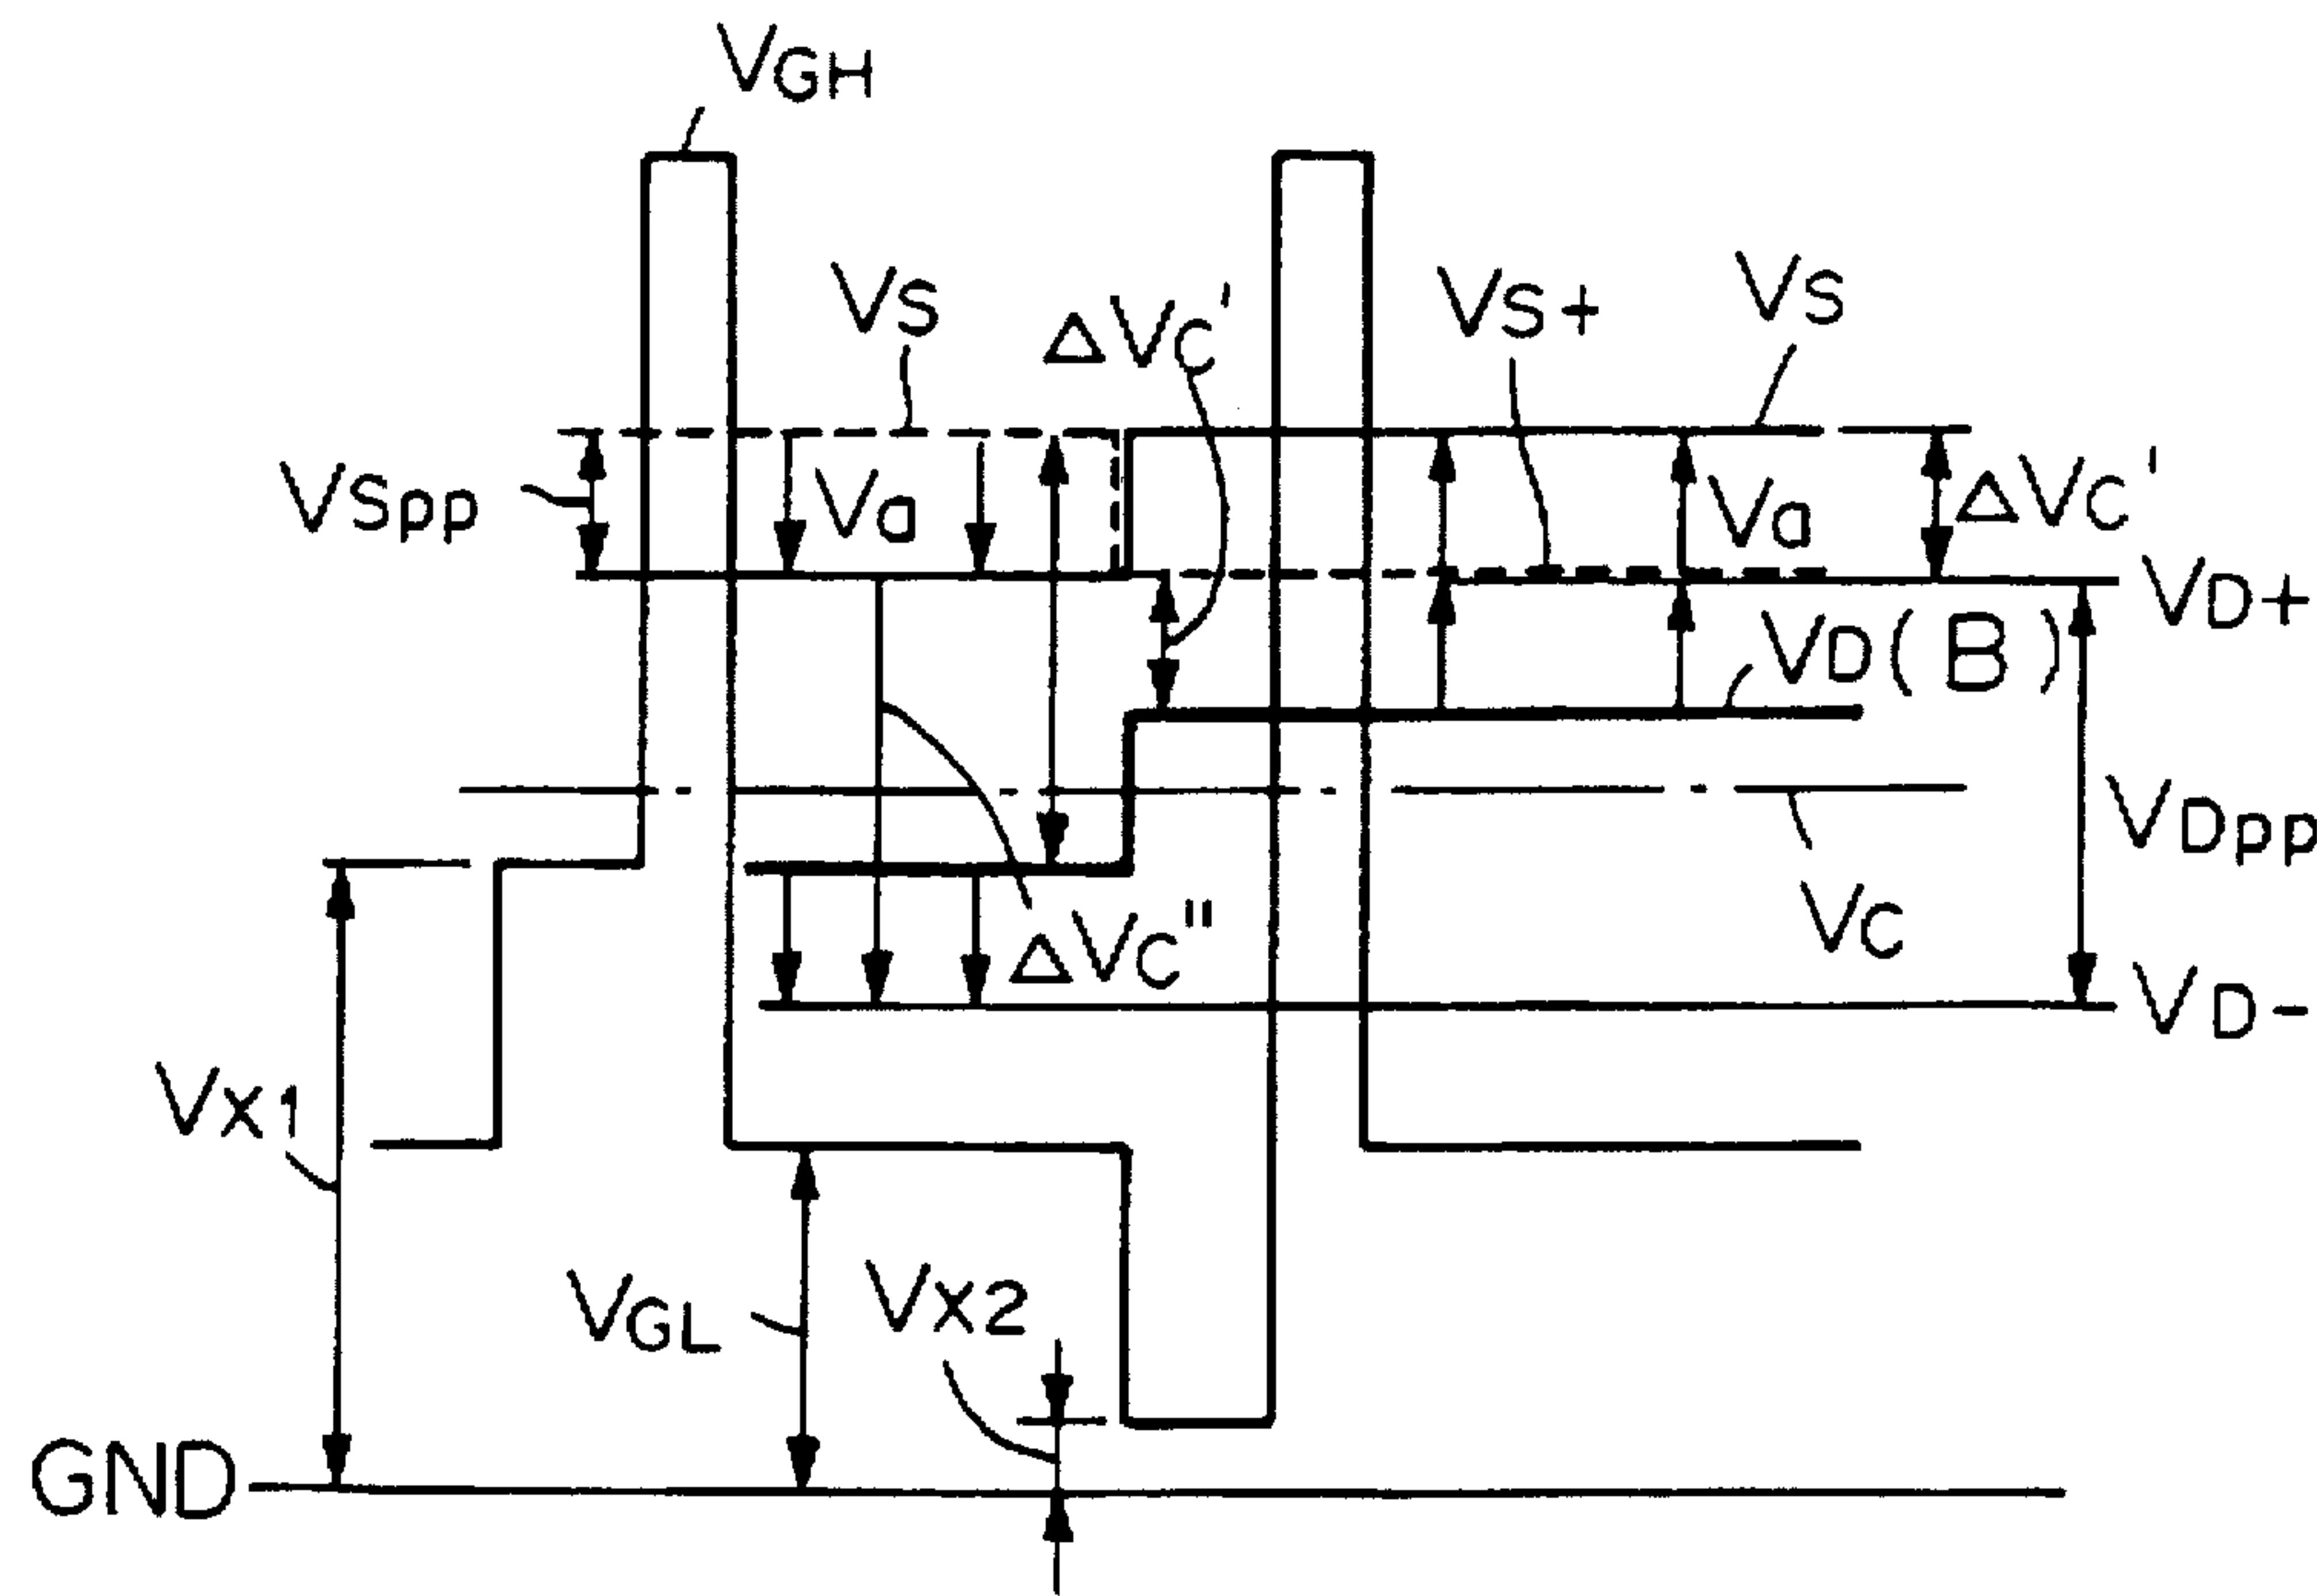 VGH
VS
ΔVC'
VS+
VS
VSpp
Va
Va
ΔVC'
VD+
VD(B)
VDpp
VC
ΔVC"
VD-
VX1
VGL
VX2
GND